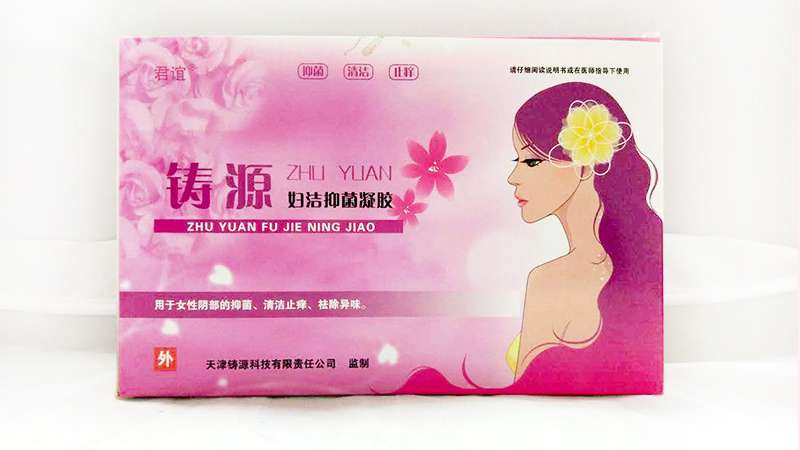 君谊
抑菌 清洁 止痒
请仔细阅读说明书或在医师指导下使用
铸源 ZHU YUAN
妇洁抑菌凝胶
ZHU YUAN FU JIE NING JIAO
用于女性阴部的抑菌、清洁止痒、祛除异味。
外 天津铸源科技有限责任公司 监制